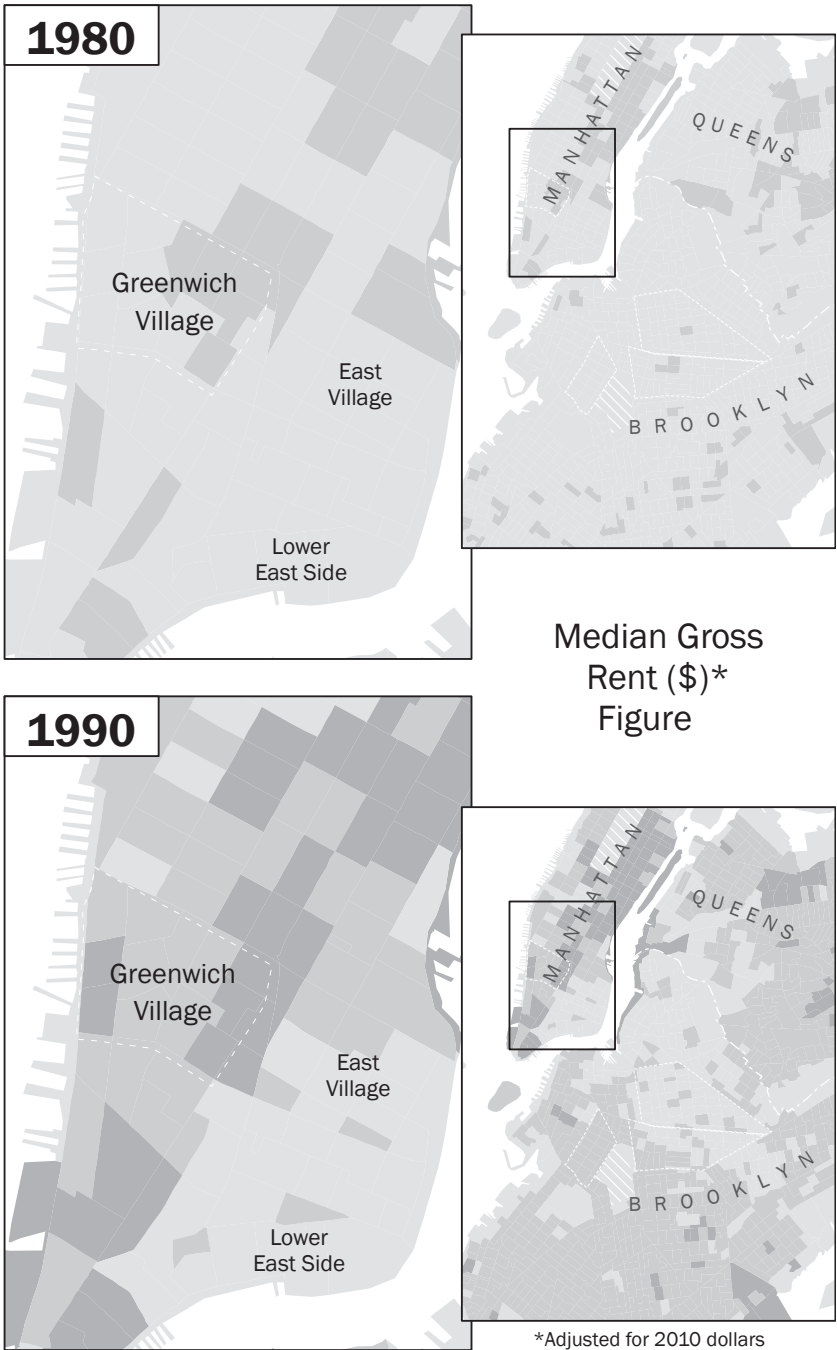 1980
Greenwich
Village
East
Village
Lower
East Side
MANHATTAN
QUEENS
BROOKLYN
Median Gross
Rent ($)*
Figure
1990
Greenwich
Village
East
Village
Lower
East Side
MANHATTAN
QUEENS
BROOKLYN
*Adjusted for 2010 dollars